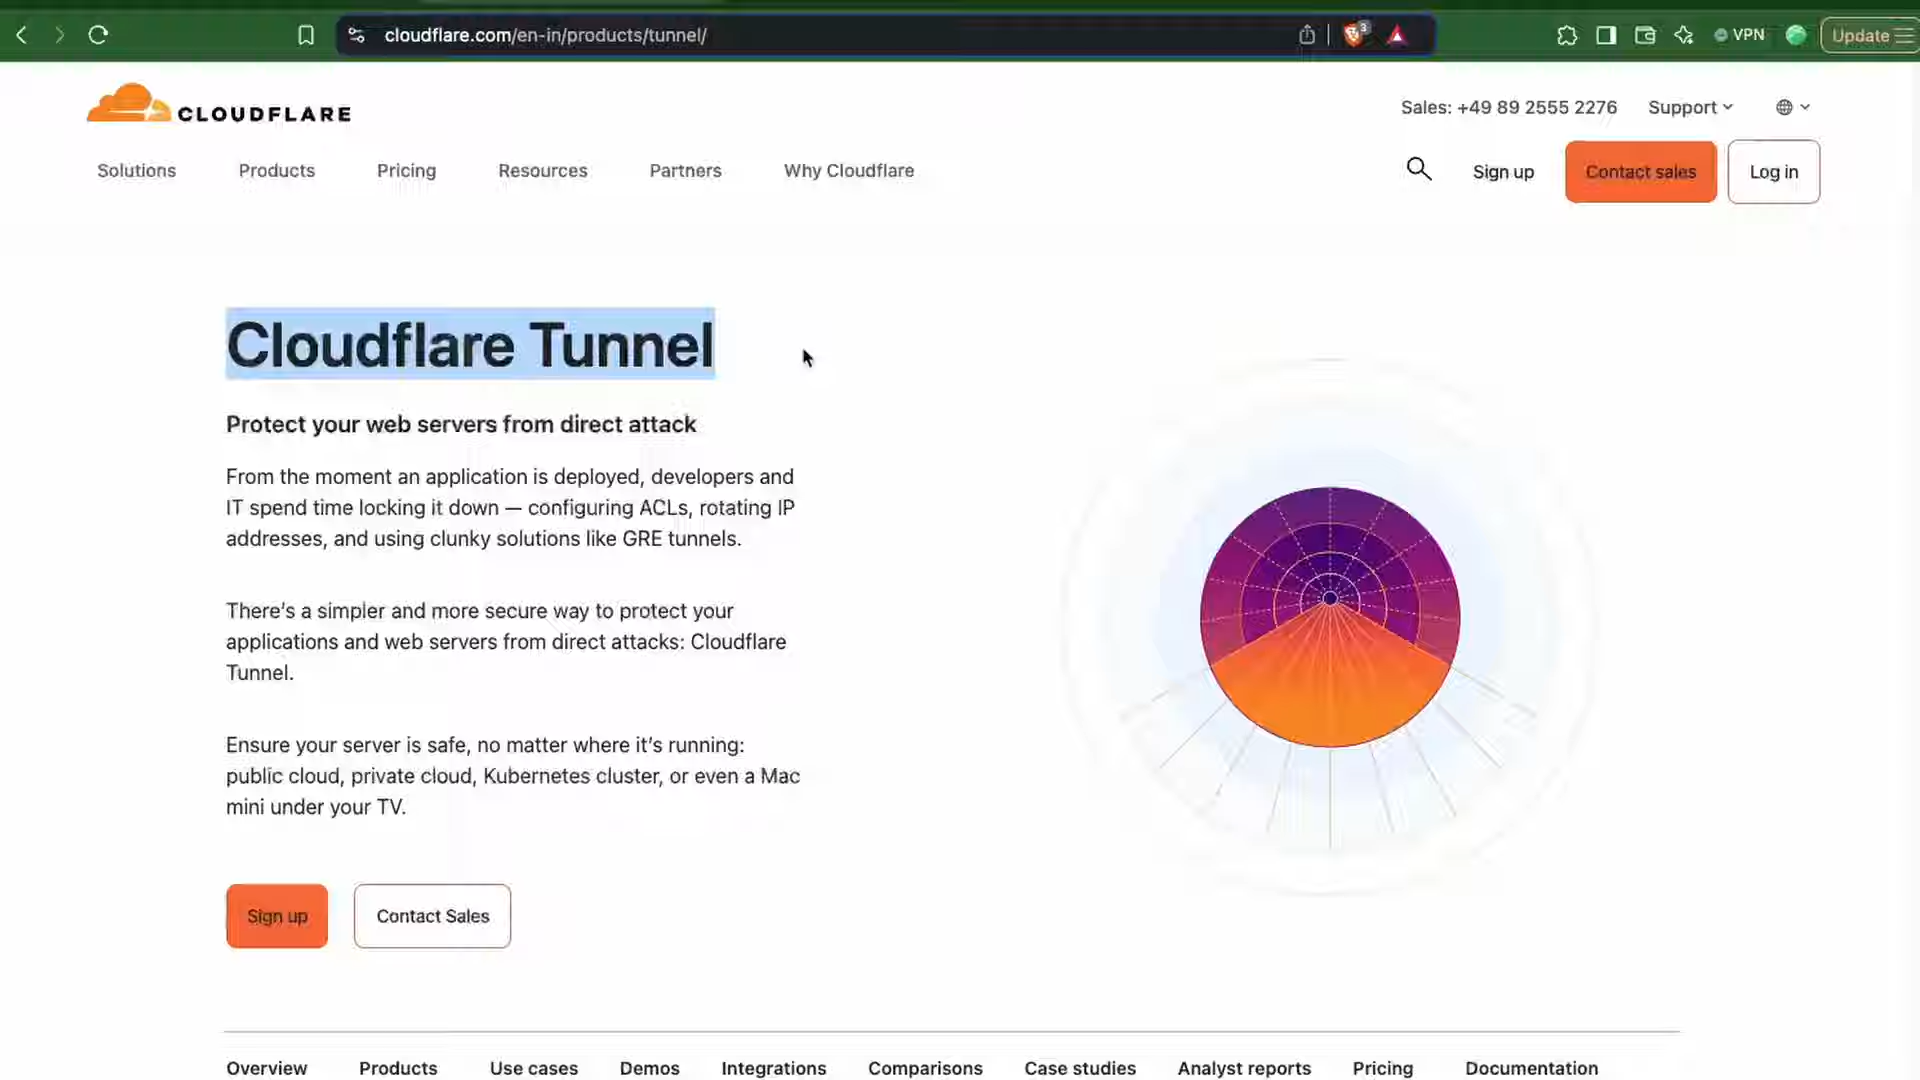 cloudflare.com/en-in/products/tunnel/
3
VPN
Update
CLOUDFLARE
Sales: +49 89 2555 2276
Support
Solutions
Products
Pricing
Resources
Partners
Why Cloudflare
Sign up
Contact sales
Log in
Cloudflare Tunnel
Protect your web servers from direct attack
From the moment an application is deployed, developers and
IT spend time locking it down — configuring ACLs, rotating IP
addresses, and using clunky solutions like GRE tunnels.
There’s a simpler and more secure way to protect your
applications and web servers from direct attacks: Cloudflare
Tunnel.
Ensure your server is safe, no matter where it’s running:
public cloud, private cloud, Kubernetes cluster, or even a Mac
mini under your TV.
Sign up
Contact Sales
Overview
Products
Use cases
Demos
Integrations
Comparisons
Case studies
Analyst reports
Pricing
Documentation